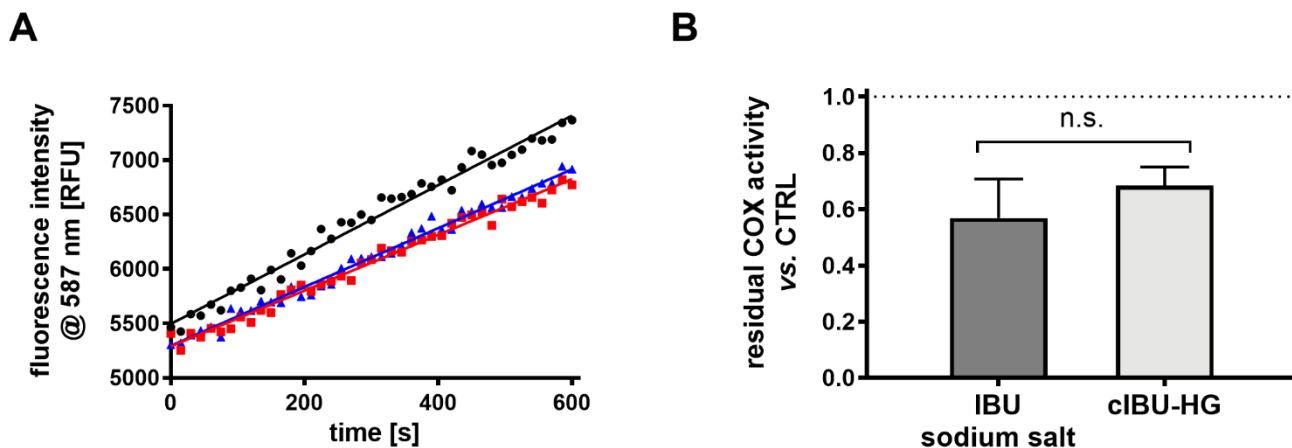 A
fluorescence intensity
@ 587 nm [RFU]
7500
7000
6500
6000
5500
5000
0
200
400
600
time [s]
B
residual COX activity
vs. CTRL
1.0
0.8
0.6
0.4
0.2
0.0
n.s.
IBU
sodium salt
cIBU-HG